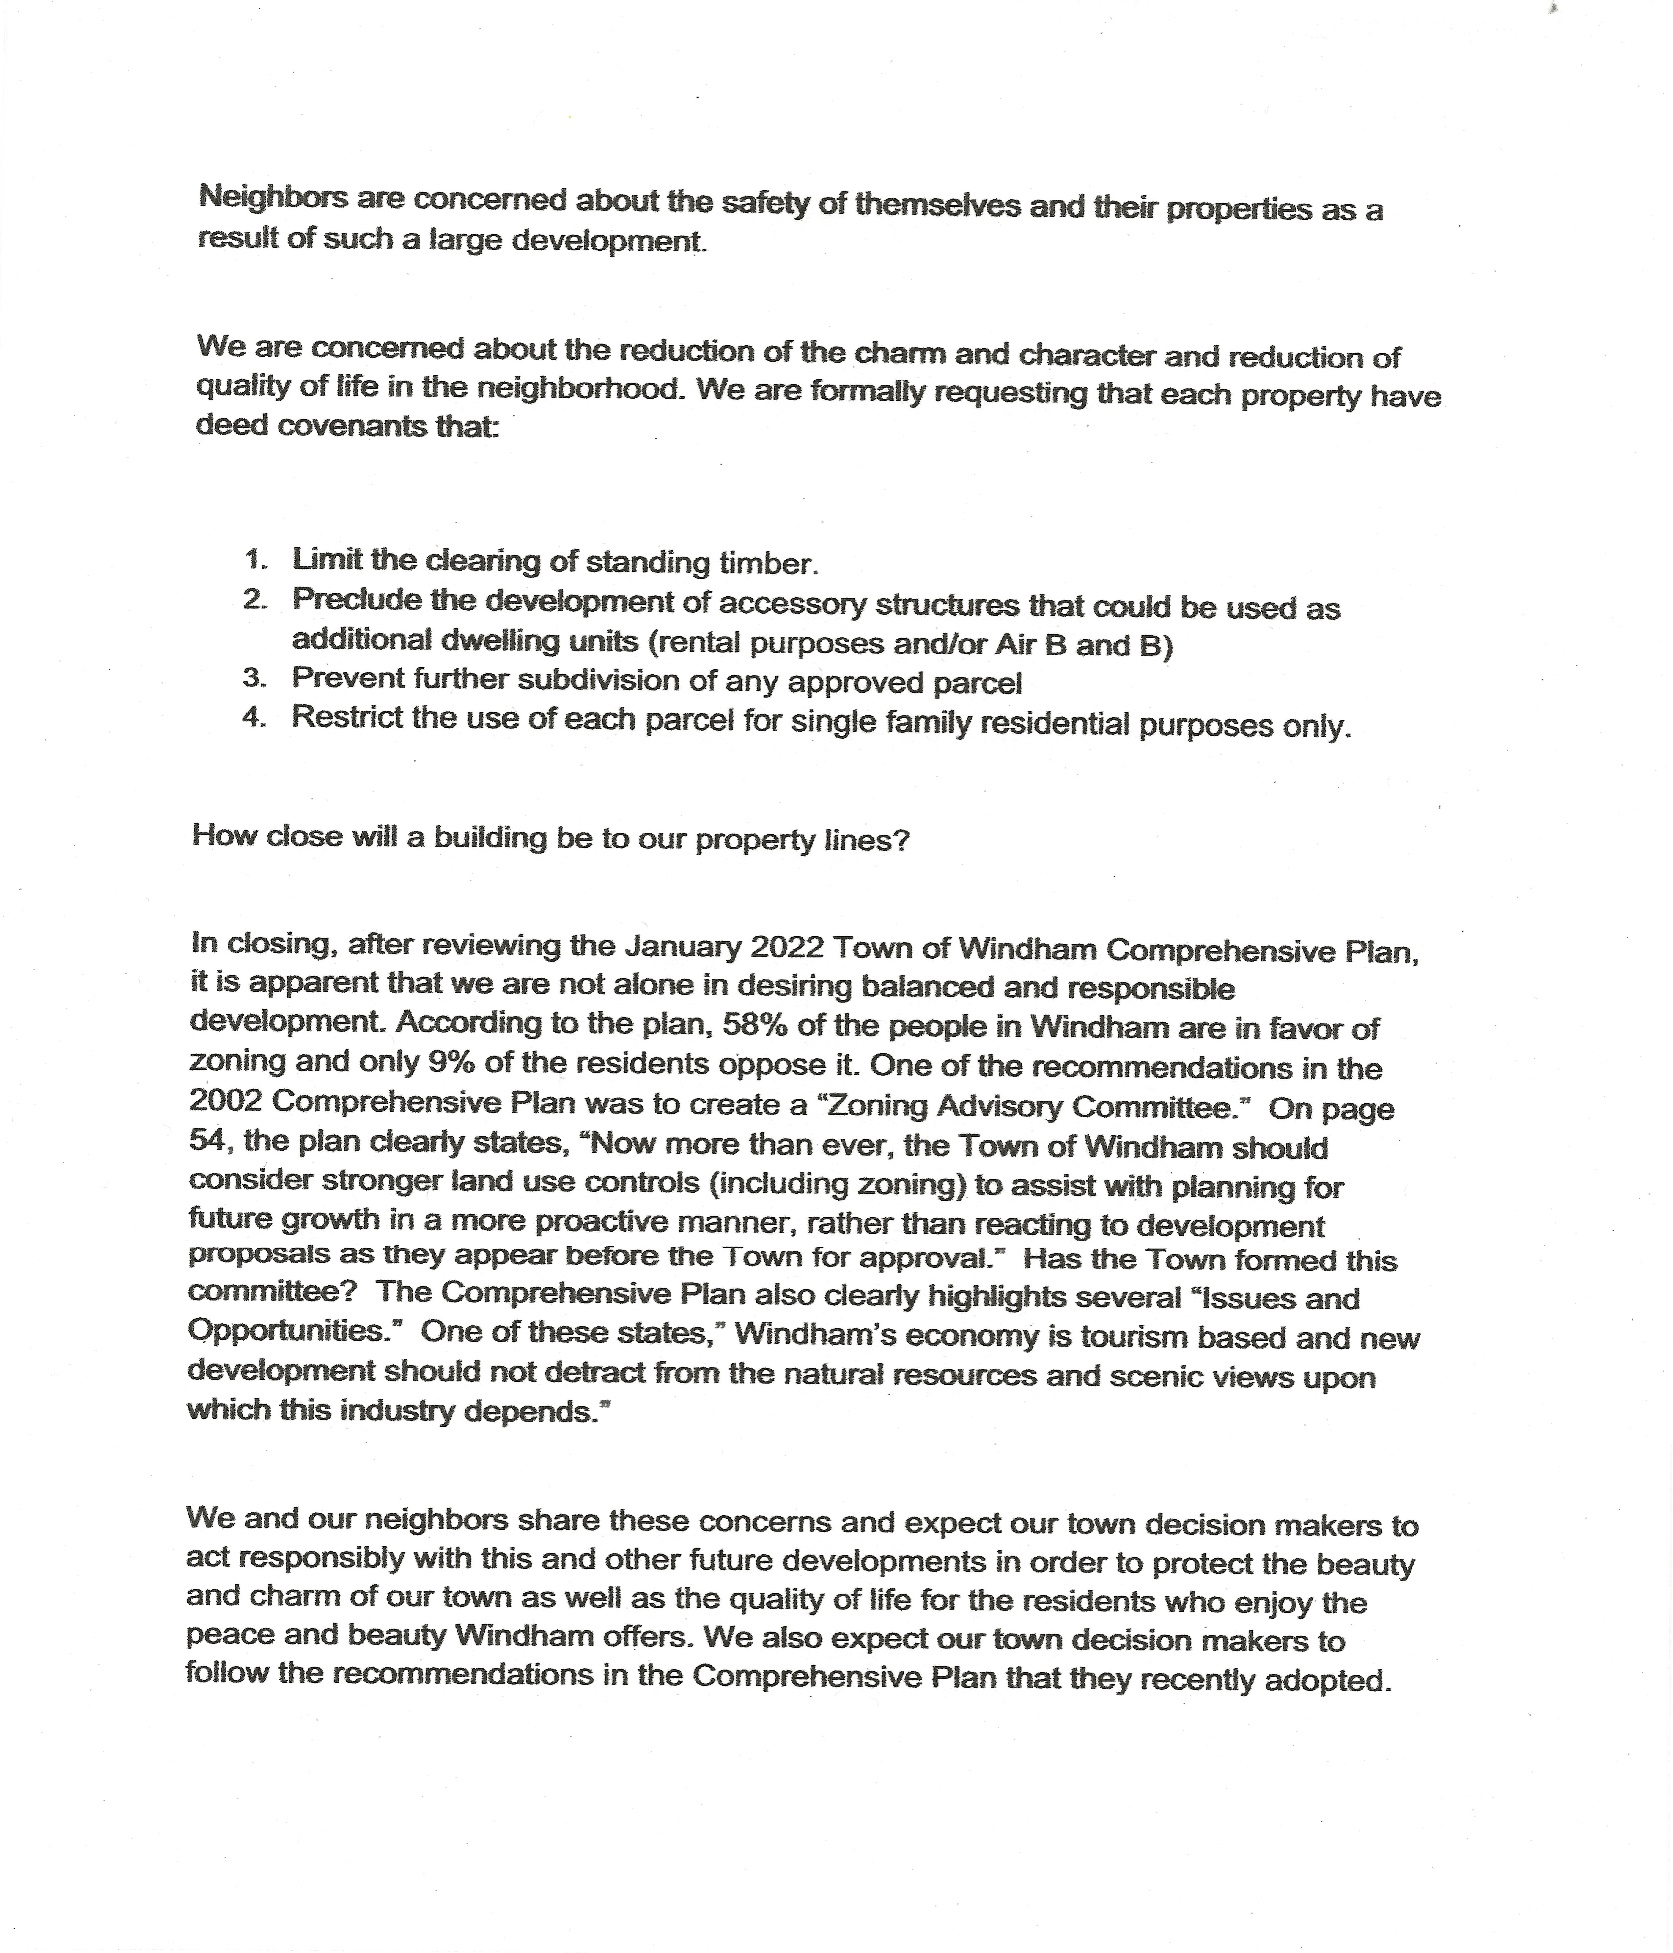 Neighbors are concerned about the safety of themselves and their properties as a
result of such a large development.
We are concerned about the reduction of the charm and character and reduction of
quality of life in the neighborhood. We are formally requesting that each property have
deed covenants that:
1. Limit the clearing of standing timber.
2. Preclude the development of accessory structures that could be used as
additional dwelling units (rental purposes and/or Air B and B)
3. Prevent further subdivision of any approved parcel
4. Restrict the use of each parcel for single family residential purposes only.
How close will a building be to our property lines?
In closing, after reviewing the January 2022 Town of Windham Comprehensive Plan,
it is apparent that we are not alone in desiring balanced and responsible
development. According to the plan, 58% of the people in Windham are in favor of
zoning and only 9% of the residents oppose it. One of the recommendations in the
2002 Comprehensive Plan was to create a “Zoning Advisory Committee.” On page
54, the plan clearly states, “Now more than ever, the Town of Windham should
consider stronger land use controls (including zoning) to assist with planning for
future growth in a more proactive manner, rather than reacting to development
proposals as they appear before the Town for approval.” Has the Town formed this
committee? The Comprehensive Plan also clearly highlights several “Issues and
Opportunities.” One of these states,” Windham’s economy is tourism based and new
development should not detract from the natural resources and scenic views upon
which this industry depends.”
We and our neighbors share these concerns and expect our town decision makers to
act responsibly with this and other future developments in order to protect the beauty
and charm of our town as well as the quality of life for the residents who enjoy the
peace and beauty Windham offers. We also expect our town decision makers to
follow the recommendations in the Comprehensive Plan that they recently adopted.